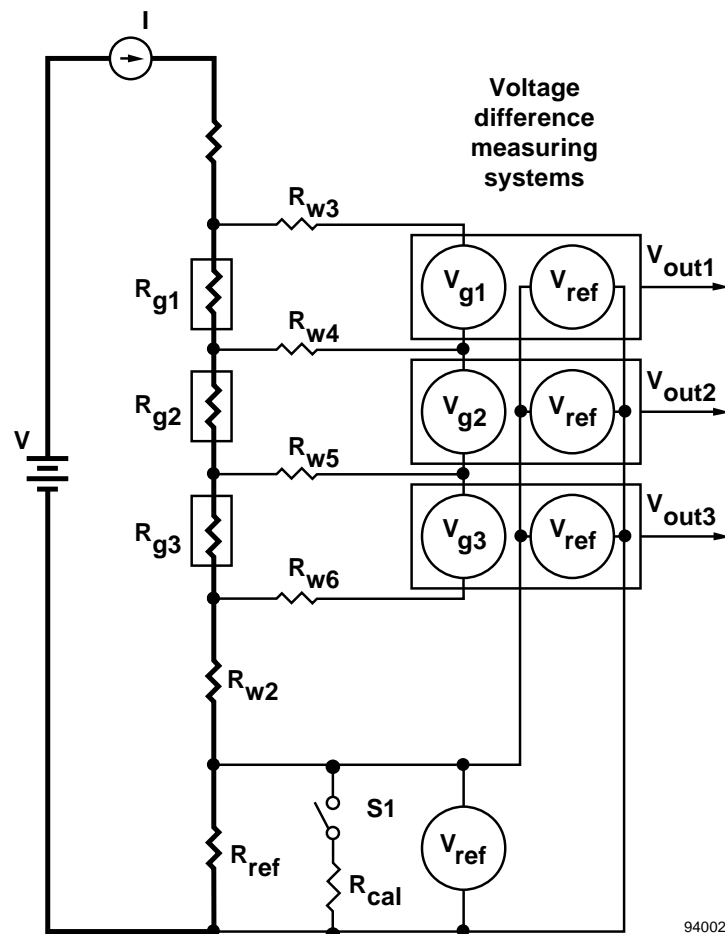 I
Voltage
difference
measuring
systems
Rw3
Vout1
Rg1
Vg1
Vref
Rw4
Vout2
Rg2
Vg2
Vref
V
Rw5
Vout3
Rg3
Vg3
Vref
Rw6
Rw2
S1
Rref
Vref
Rcal
94002